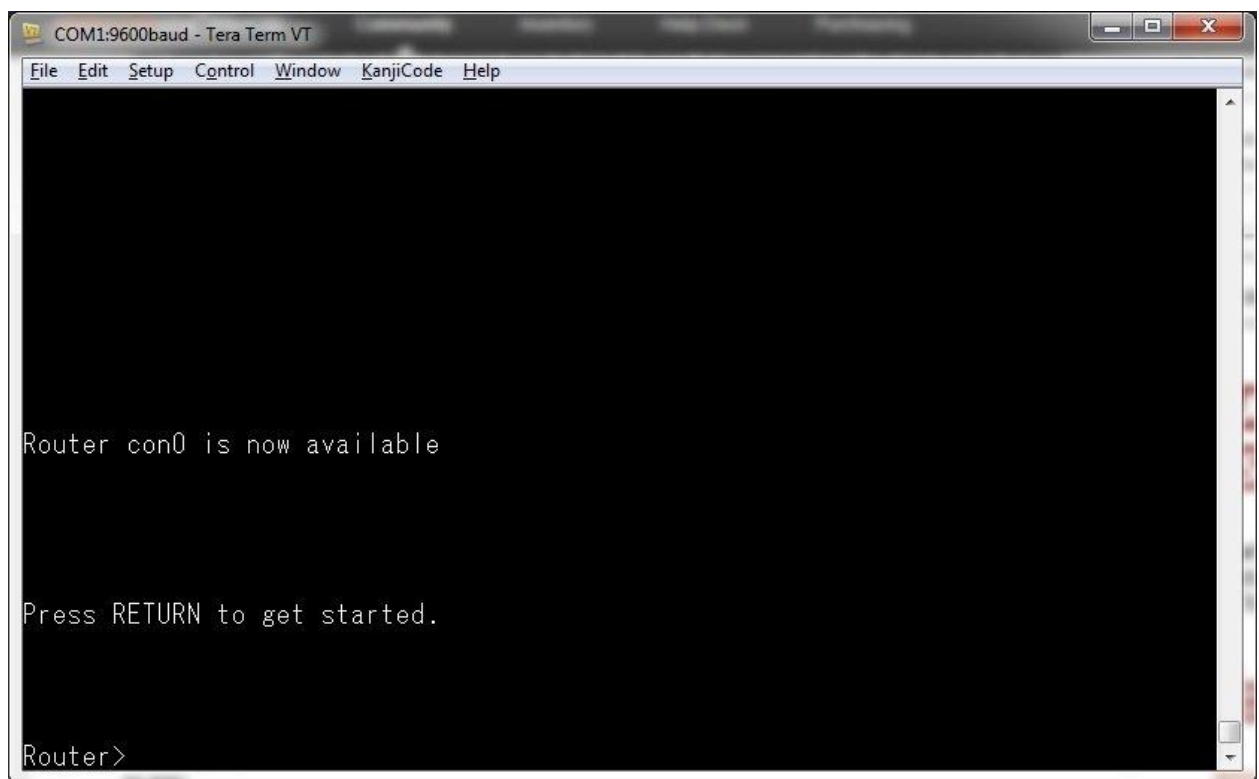 COM1:9600baud - Tera Term VT
File Edit Setup Control Window KanjiCode Help
Router con0 is now available
Press RETURN to get started.
Router>